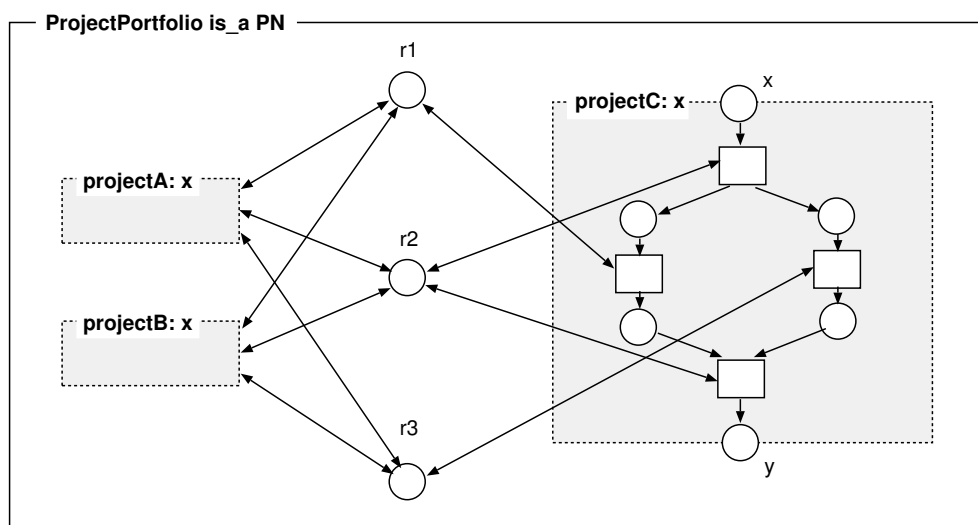 ProjectPortfolio is_a PN
r1
x
projectC: x
projectA: x
r2
projectB: x
r3
y